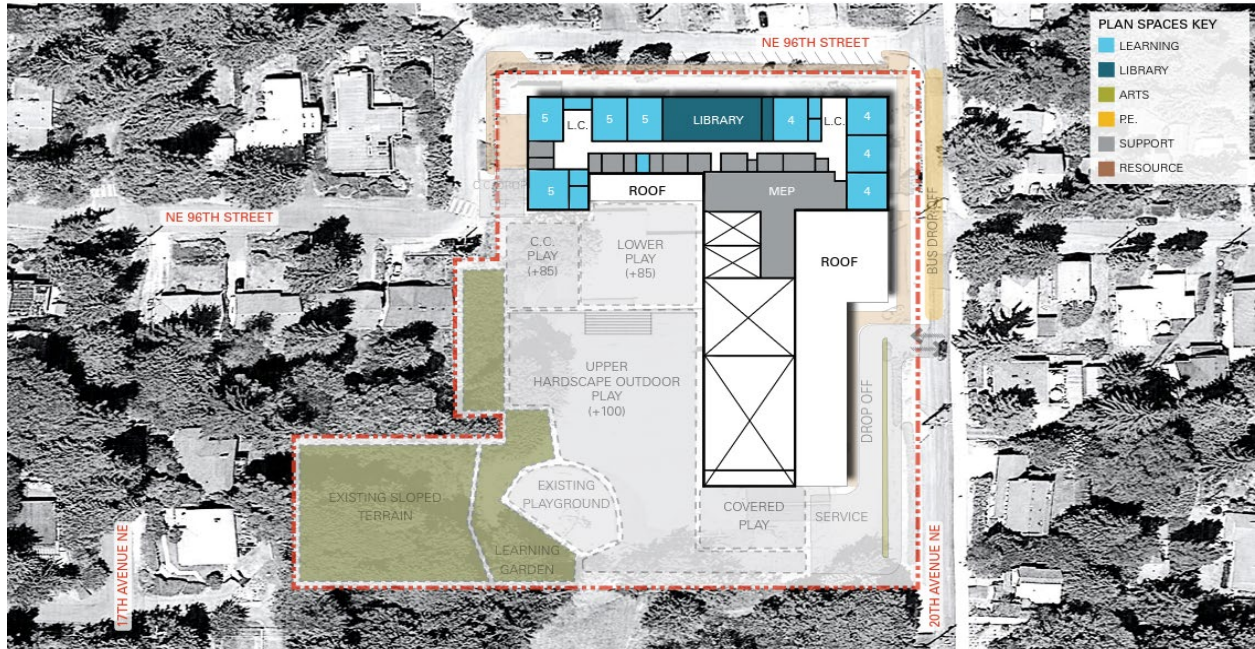 PLAN SPACES KEY
LEARNING
LIBRARY
ARTS
P.E.
SUPPORT
RESOURCE
NE 96TH STREET
5
L.C.
5
5
LIBRARY
4
L.C.
4
4
5
ROOF
MEP
4
NE 96TH STREET
C.C.
PLAY
(+85)
LOWER
PLAY
(+85)
ROOF
BUS DROP OFF
UPPER
HARDSCAPE OUTDOOR
PLAY
(+100)
DROP OFF
EXISTING SLOPED
TERRAIN
EXISTING
PLAYGROUND
COVERED
PLAY
SERVICE
LEARNING
GARDEN
17TH AVENUE NE
20TH AVENUE NE